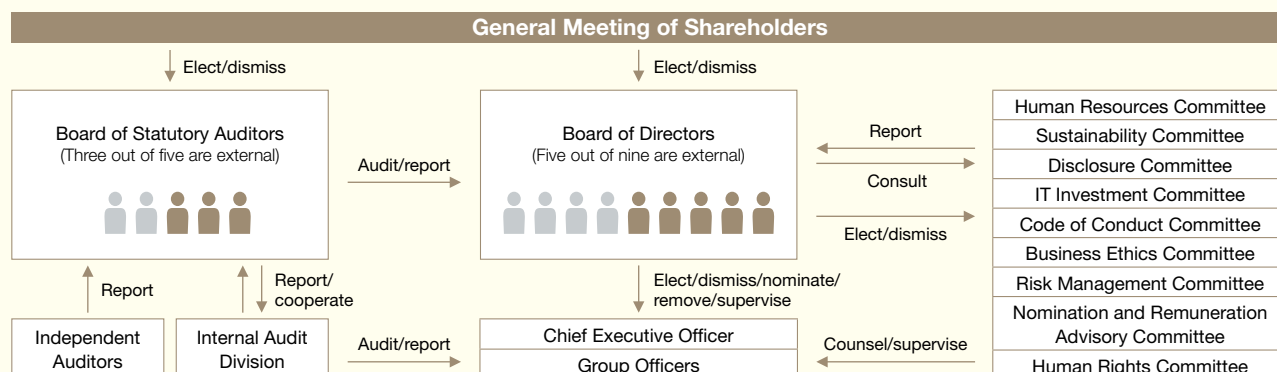 General Meeting of Shareholders
Elect/dismiss
Elect/dismiss
Board of Statutory Auditors
(Three out of five are external)
Audit/report
Board of Directors
(Five out of nine are external)
Report
Consult
Elect/dismiss
Human Resources Committee
Sustainability Committee
Disclosure Committee
IT Investment Committee
Code of Conduct Committee
Business Ethics Committee
Risk Management Committee
Nomination and Remuneration
Advisory Committee
Human Rights Committee
Report
Report/
cooperate
Elect/dismiss/nominate/
remove/supervise
Independent
Auditors
Internal Audit
Division
Audit/report
Chief Executive Officer
Group Officers
Counsel/supervise